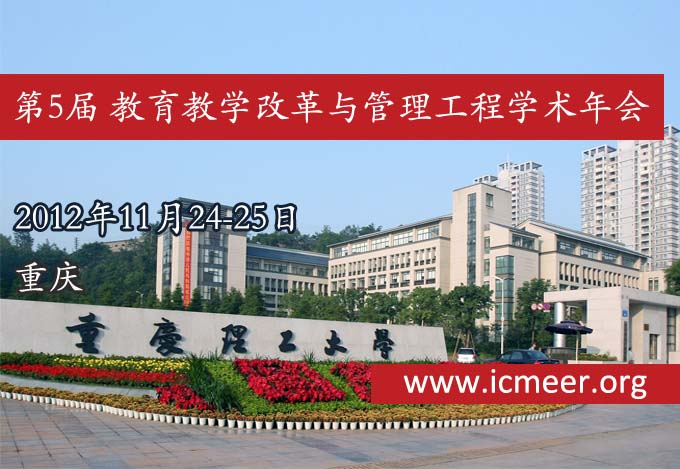 第5届 教育教学改革与管理工程学术年会
2012年11月24-25日
重庆
重慶理工大學
www.icmeer.org